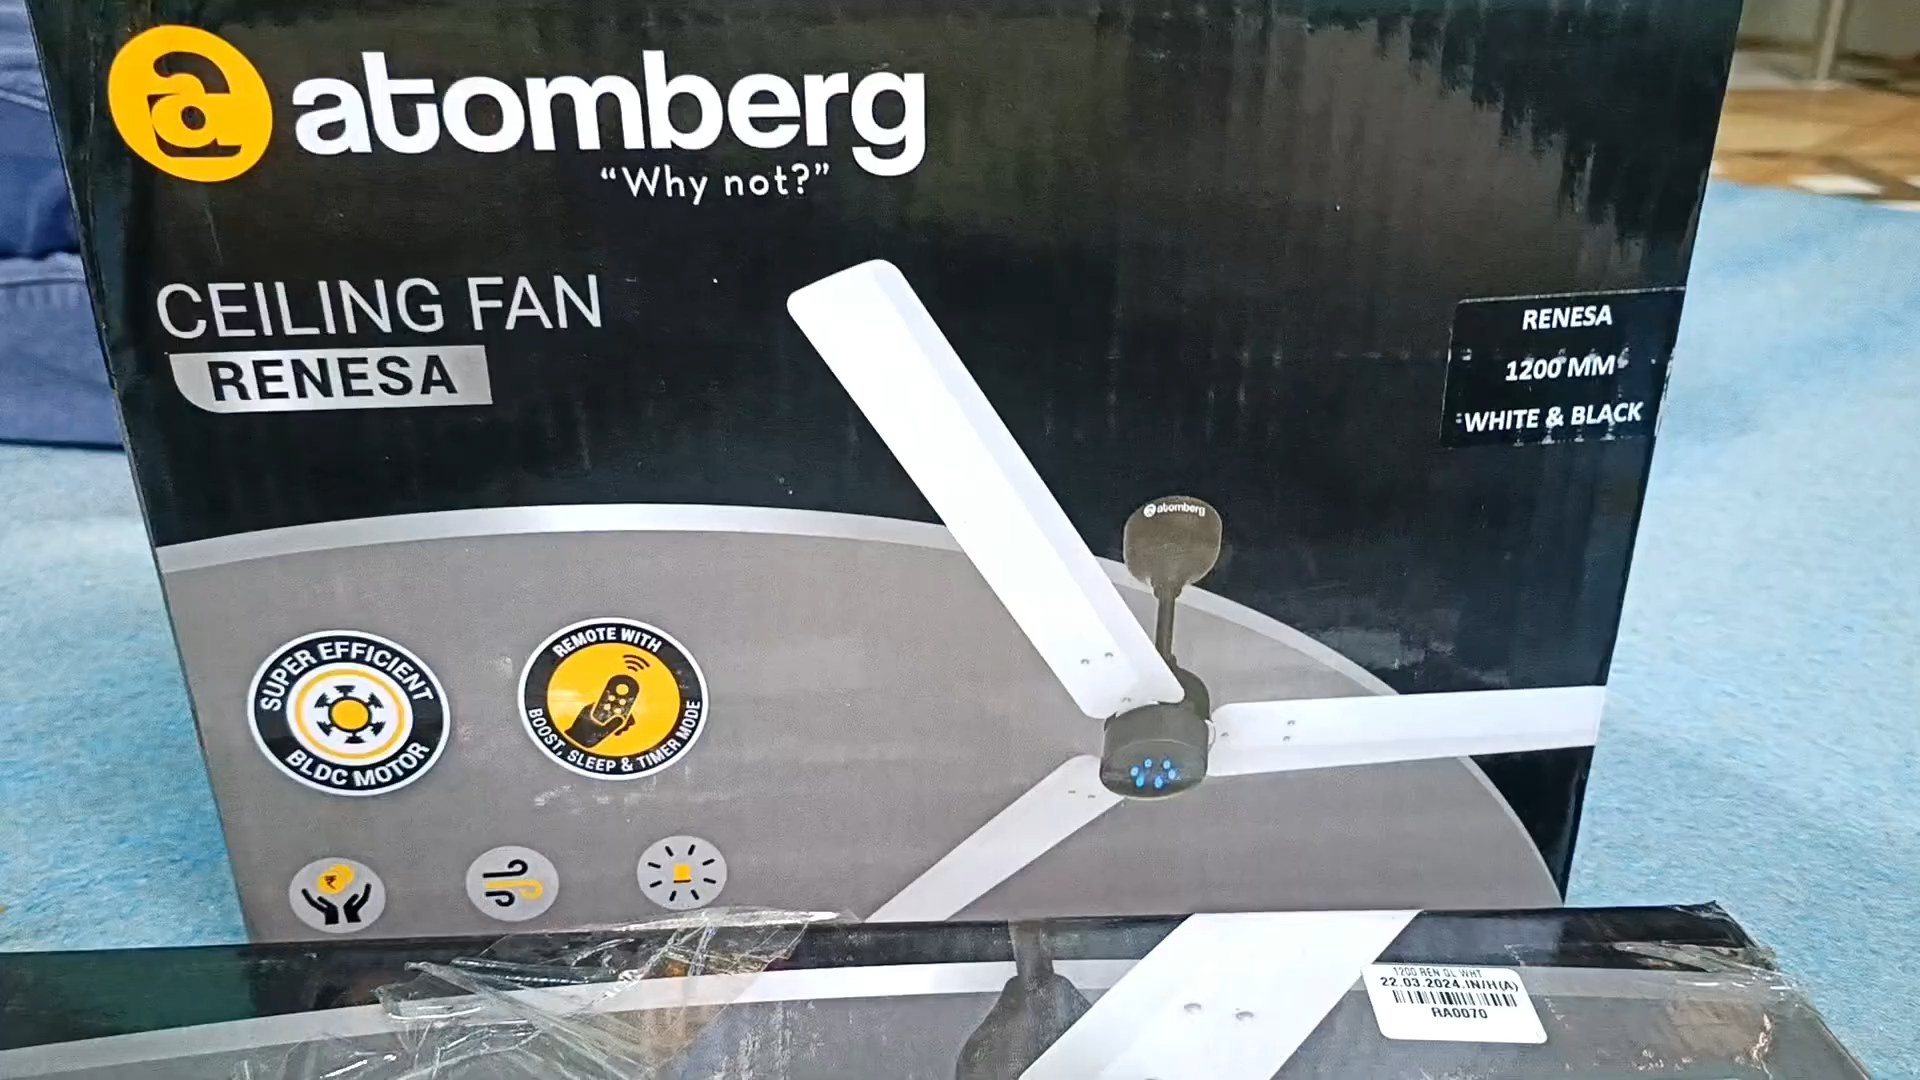 atomberg
“Why not?”
CEILING FAN
RENESA
RENESA
1200 MM
WHITE & BLACK
atomberg
SUPER EFFICIENT
BLDC MOTOR
REMOTE WITH
BOOST, SLEEP & TIMER MODE
₹
1200 REN GL WHT
22.03.2024.IN/H(A)
RA0070